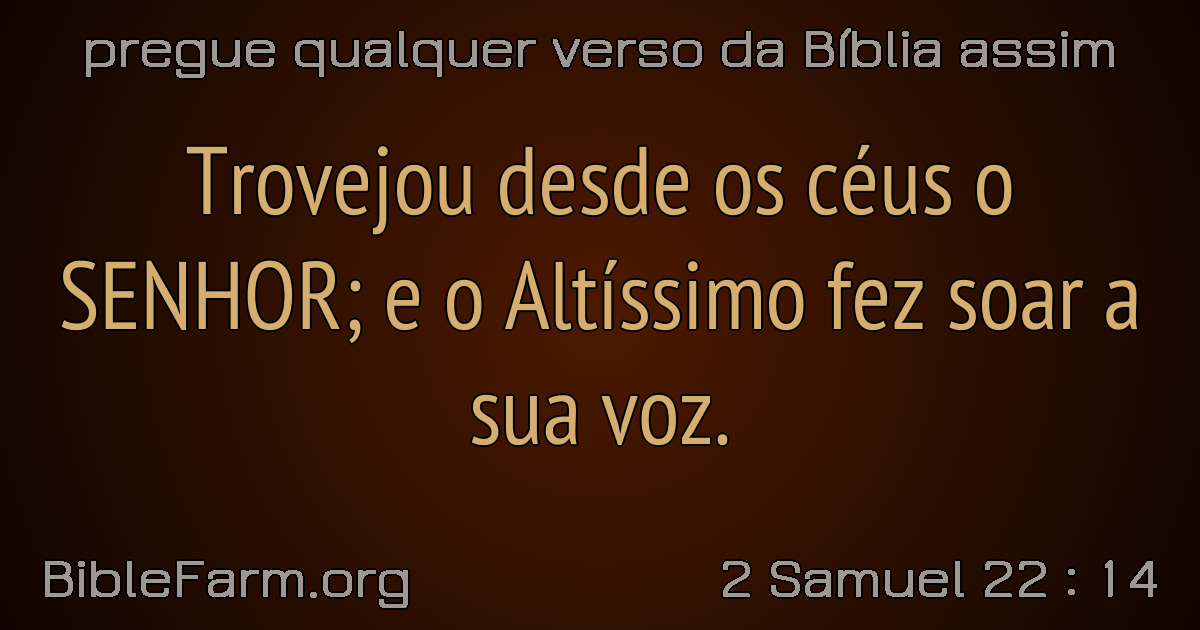 pregue qualquer verso da Bíblia assim
Trovejou desde os céus o
SENHOR; e o Altíssimo fez soar a
sua voz.
BibleFarm.org
2 Samuel 22 : 14